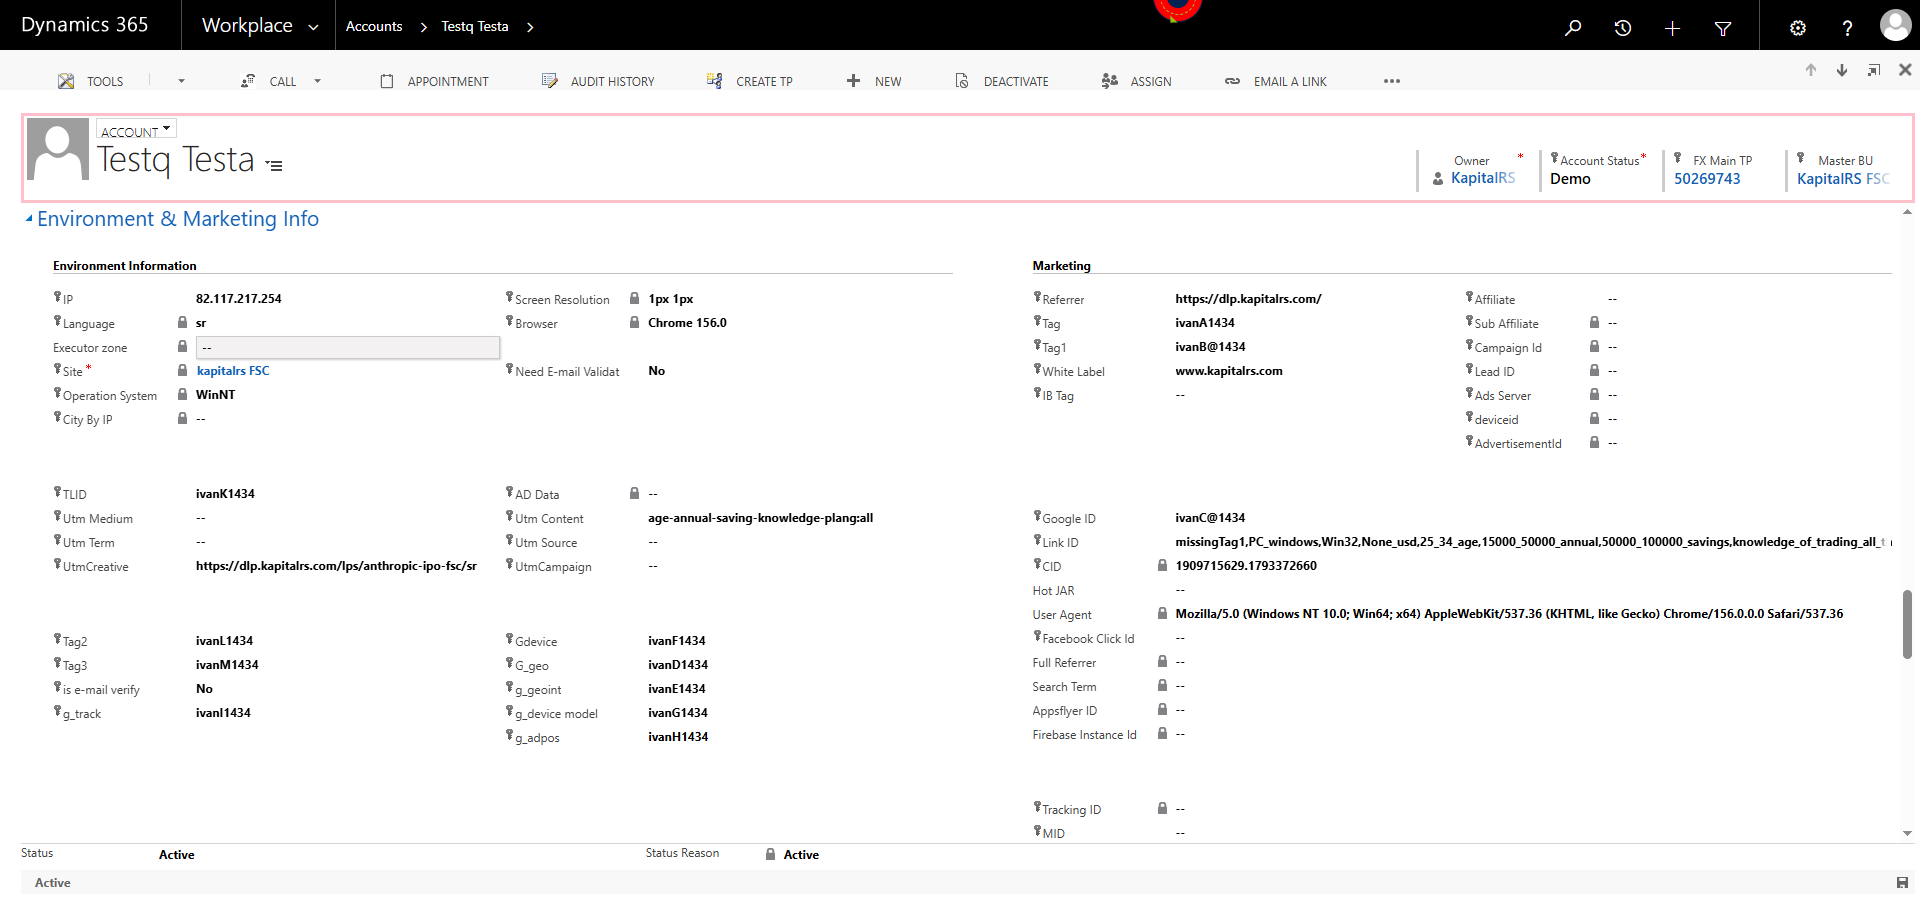 Dynamics 365
Workplace
Accounts
Testq Testa
TOOLS
CALL
APPOINTMENT
AUDIT HISTORY
CREATE TP
NEW
DEACTIVATE
ASSIGN
EMAIL A LINK
ACCOUNT
Testq Testa
Owner *
KapitalRS
Account Status *
Demo
FX Main TP
50269743
Master BU
KapitalRS FSC
Environment & Marketing Info
Environment Information
IP 82.117.217.254
Screen Resolution 1px 1px
Language sr
Browser Chrome 156.0
Executor zone --
Site * kapitalrs FSC
Need E-mail Validat No
Operation System WinNT
City By IP --
TLID ivanK1434
AD Data --
Utm Medium --
Utm Content age-annual-saving-knowledge-plang:all
Utm Term --
Utm Source --
UtmCreative https://dlp.kapitalrs.com/lps/anthropic-ipo-fsc/sr
UtmCampaign --
Tag2 ivanL1434
Gdevice ivanF1434
Tag3 ivanM1434
G_geo ivanD1434
is e-mail verify No
g_geoint ivanE1434
g_track ivanI1434
g_device model ivanG1434
g_adpos ivanH1434
Marketing
Referrer https://dlp.kapitalrs.com/
Affiliate --
Tag ivanA1434
Sub Affiliate --
Tag1 ivanB@1434
Campaign Id --
White Label www.kapitalrs.com
Lead ID --
IB Tag --
Ads Server --
deviceid --
AdvertisementId --
Google ID ivanC@1434
Link ID missingTag1,PC_windows,Win32,None_usd,25_34_age,15000_50000_annual,50000_100000_savings,knowledge_of_trading_all_t
CID 1909715629.1793372660
Hot JAR --
User Agent Mozilla/5.0 (Windows NT 10.0; Win64; x64) AppleWebKit/537.36 (KHTML, like Gecko) Chrome/156.0.0.0 Safari/537.36
Facebook Click Id --
Full Referrer --
Search Term --
Appsflyer ID --
Firebase Instance Id --
Tracking ID --
MID --
Status Active
Status Reason Active
Active